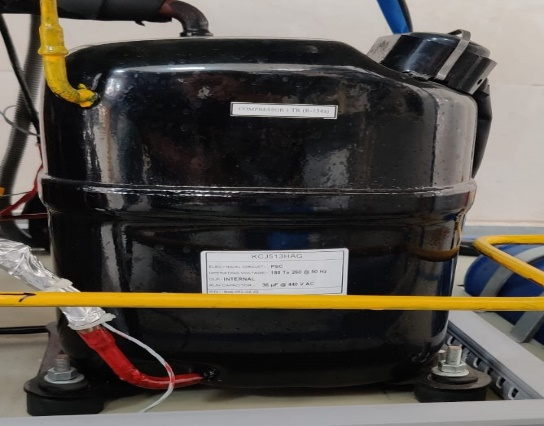 COMPRESSOR 1 TR (R-134a)
KCJ513HAG
ELECTRICAL CIRCUIT : PSC
OPERATING VOLTAGE : 180 To 260 @ 50 Hz
OLP : INTERNAL
RUN CAPACITOR : 36 µF @ 440 V AC